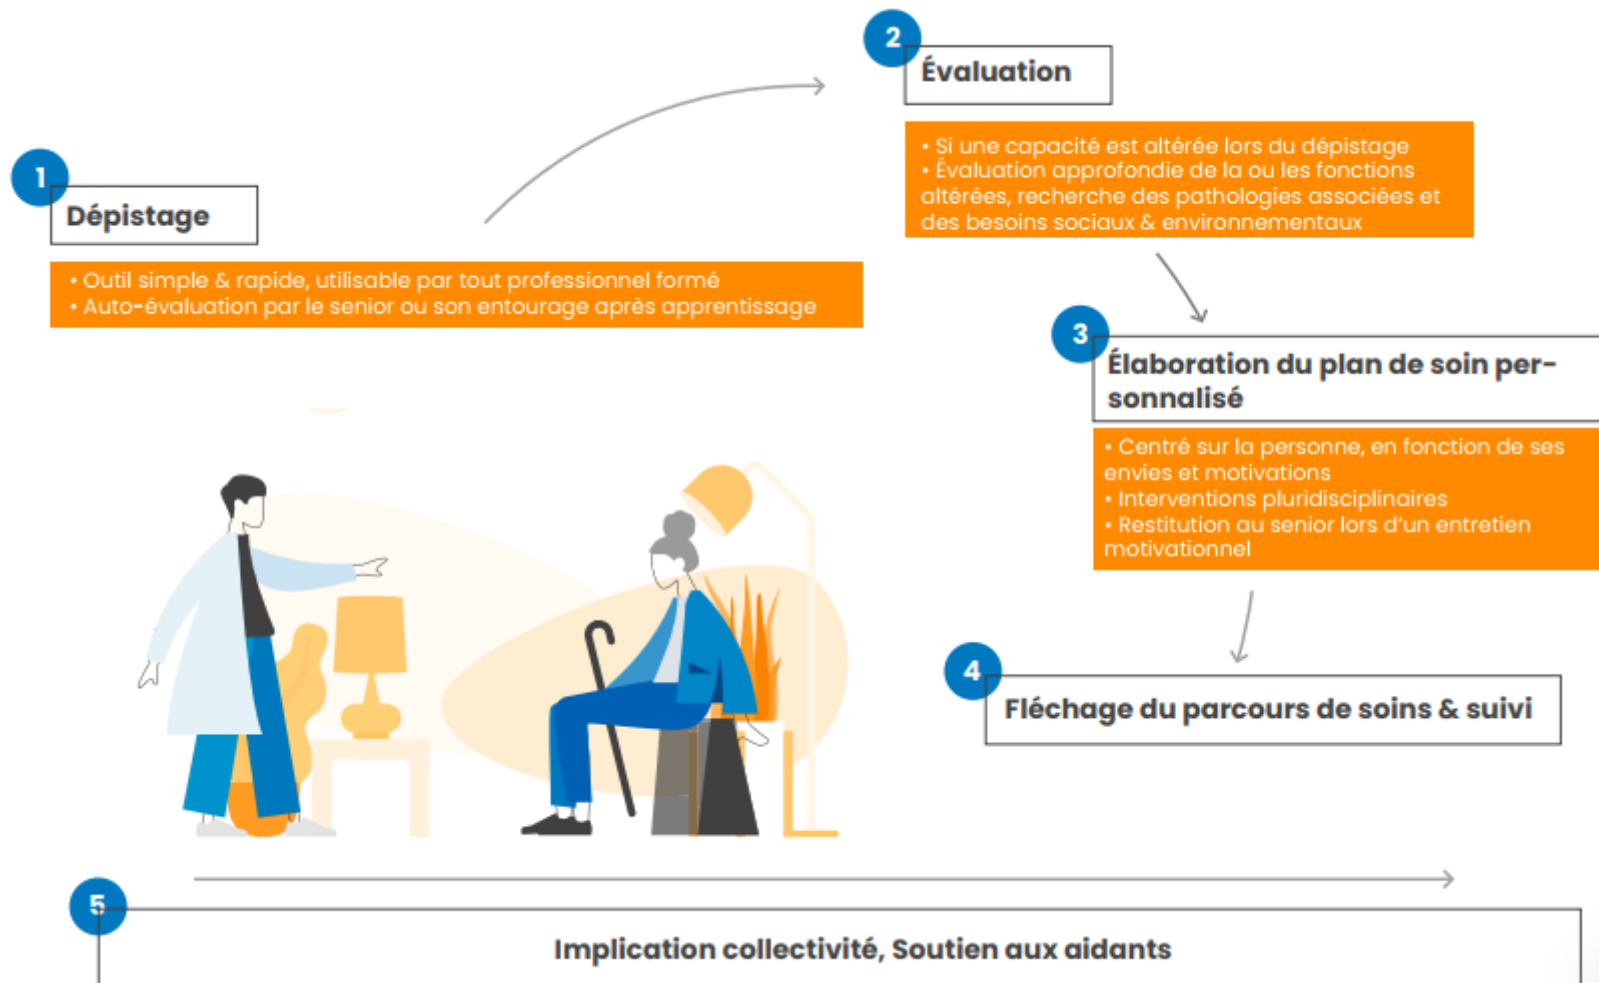 1
Dépistage
• Outil simple & rapide, utilisable par tout professionnel formé
• Auto-évaluation par le senior ou son entourage après apprentissage
2
Évaluation
• Si une capacité est altérée lors du dépistage
• Évaluation approfondie de la ou les fonctions
altérées, recherche des pathologies associées et
des besoins sociaux & environnementaux
3
Élaboration du plan de soin per-
sonnalisé
• Centré sur la personne, en fonction de ses
envies et motivations
• Interventions pluridisciplinaires
• Restitution au senior lors d'un entretien
motivationnel
4
Fléchage du parcours de soins & suivi
5
Implication collectivité, Soutien aux aidants